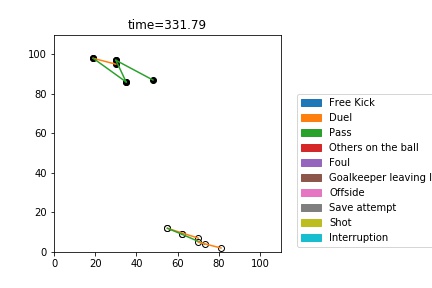 time=331.79
100
80
60
40
20
0
0 20 40 60 80 100
Free Kick
Duel
Pass
Others on the ball
Foul
Goalkeeper leaving
Offside
Save attempt
Shot
Interruption